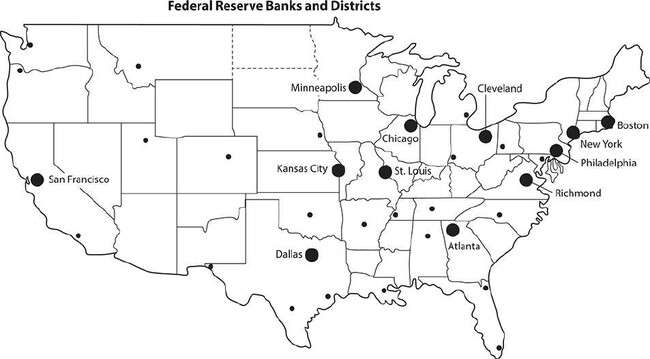 Federal Reserve Banks and Districts
Minneapolis
Cleveland
Chicago
Boston
New York
Philadelphia
Kansas City
St. Louis
San Francisco
Richmond
Atlanta
Dallas